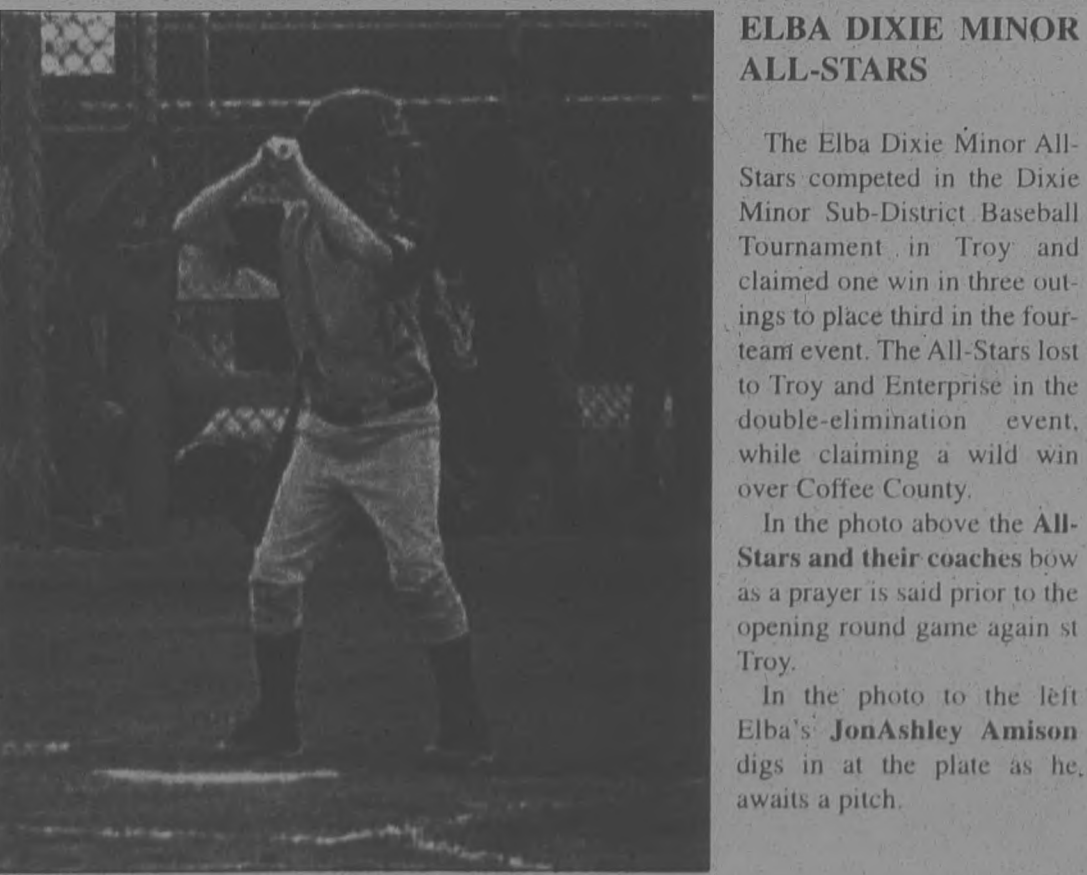 ELBA DIXIE MINOR
ALL-STARS
The Elba Dixie Minor All-
Stars competed in the Dixie
Minor Sub-District Baseball
Tournament in Troy and
claimed one win in three out-
ings to place third in the four-
team event. The All-Stars lost
to Troy and Enterprise in the
double-elimination event,
while claiming a wild win
over Coffee County.
In the photo above the All-
Stars and their coaches bow
as a prayer is said prior to the
opening round game again st
Troy.
In the photo to the left
Elba's JonAshley Amison
digs in at the plate as he
awaits a pitch.